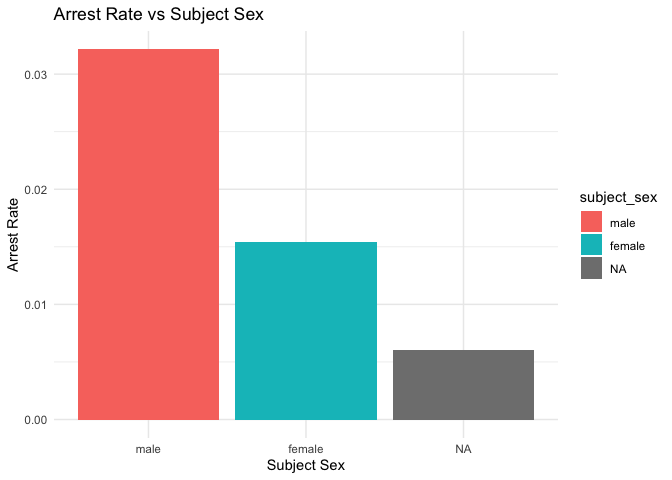 Arrest Rate vs Subject Sex
Arrest Rate
0.03
0.02
0.01
0.00
male female NA
Subject Sex
subject_sex
male
female
NA